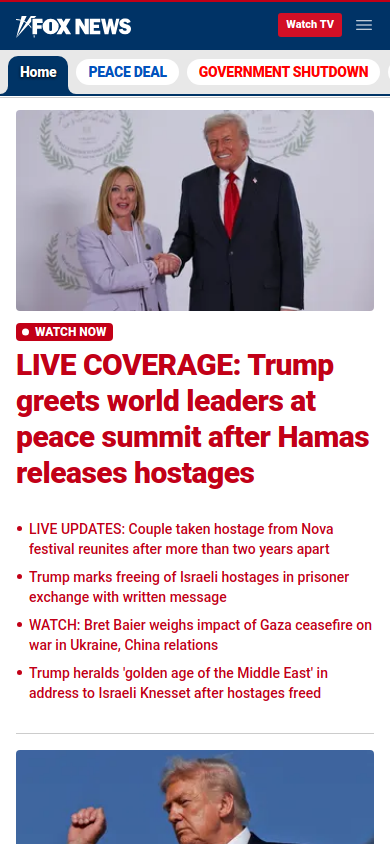 FOX NEWS
Watch TV
Home
PEACE DEAL
GOVERNMENT SHUTDOWN
WATCH NOW
LIVE COVERAGE: Trump
greets world leaders at
peace summit after Hamas
releases hostages
• LIVE UPDATES: Couple taken hostage from Nova
festival reunites after more than two years apart
• Trump marks freeing of Israeli hostages in prisoner
exchange with written message
• WATCH: Bret Baier weighs impact of Gaza ceasefire on
war in Ukraine, China relations
• Trump heralds 'golden age of the Middle East' in
address to Israeli Knesset after hostages freed